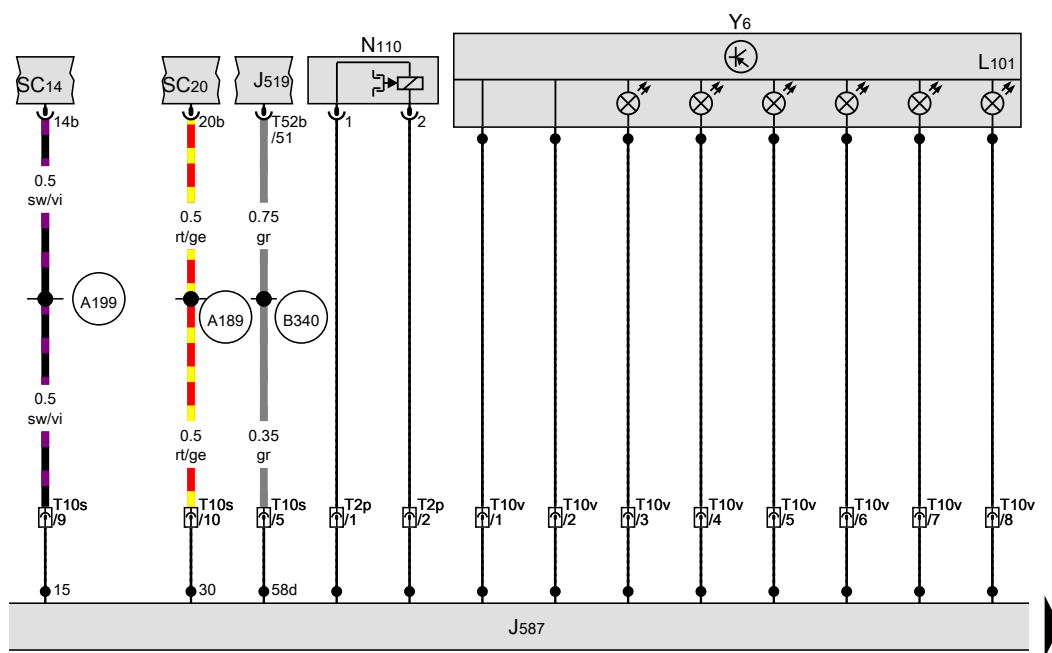 Y6
N110
L101
SC14
SC20
J519
14b
20b
T52b
/51
1
2
0.5
sw/vi
0.5
rt/ge
0.75
gr
A199
A189
B340
0.5
sw/vi
0.5
rt/ge
0.35
gr
T10s
/9
T10s
/10
T10s
/5
T2p
/1
T2p
/2
T10v
/1
T10v
/2
T10v
/3
T10v
/4
T10v
/5
T10v
/6
T10v
/7
T10v
/8
15
30
58d
J587